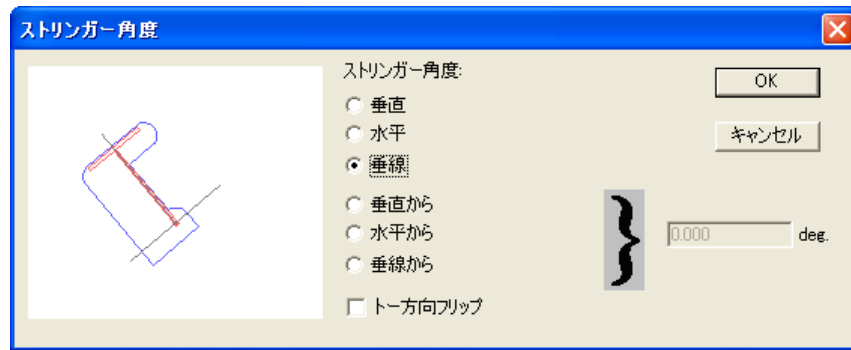 ストリンガー角度
ストリンガー角度:
垂直
水平
垂線
垂直から
水平から
垂線から
トー方向フリップ
OK
キャンセル
0.000 deg.